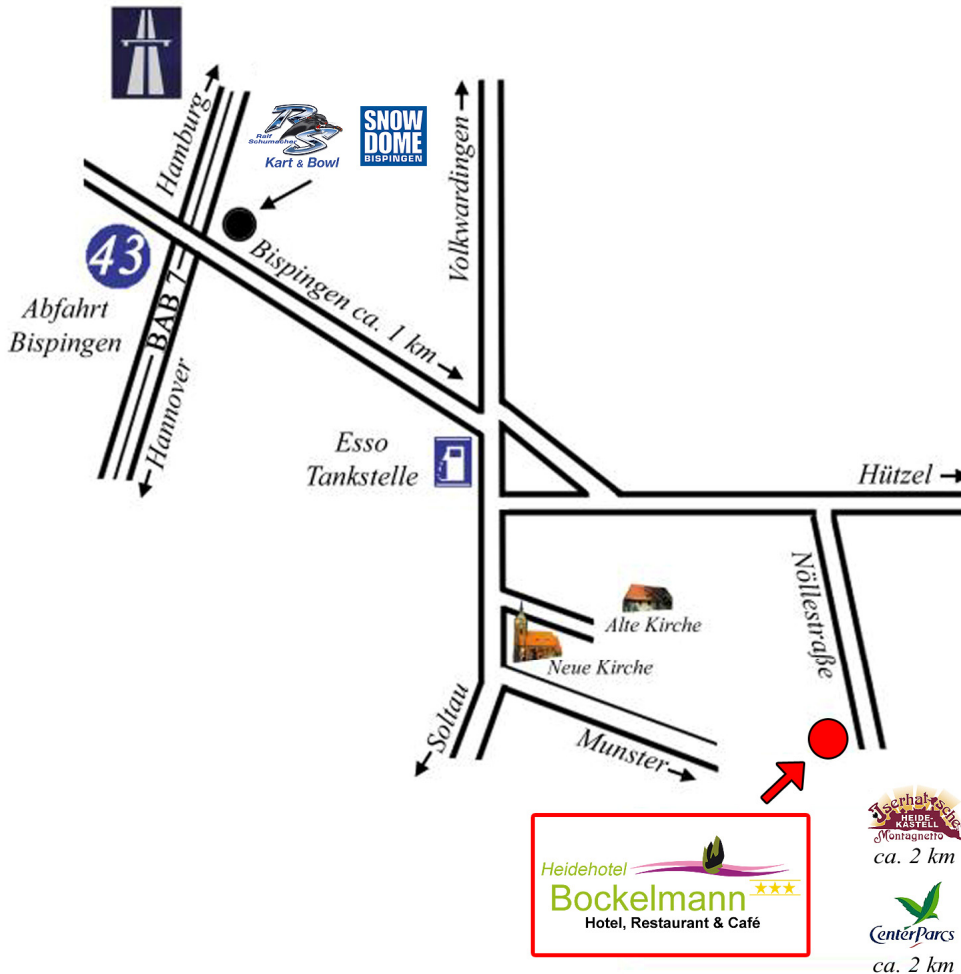 Hamburg
Ralf
Schumacher
RS
Kart & Bowl
SNOW
DOME
BISPINGEN
Volkwardingen
43
Abfahrt
Bispingen
BAB 7
Hannover
Bispingen ca. 1 km
Esso
Tankstelle
Hützel
Nöllestraße
Alte Kirche
Neue Kirche
Soltau
Munster
Heidehotel
Bockelmann
Hotel, Restaurant & Café
Iserhatsche
HEIDE-
KASTELL
Montagnetto
ca. 2 km
CenterParcs
ca. 2 km